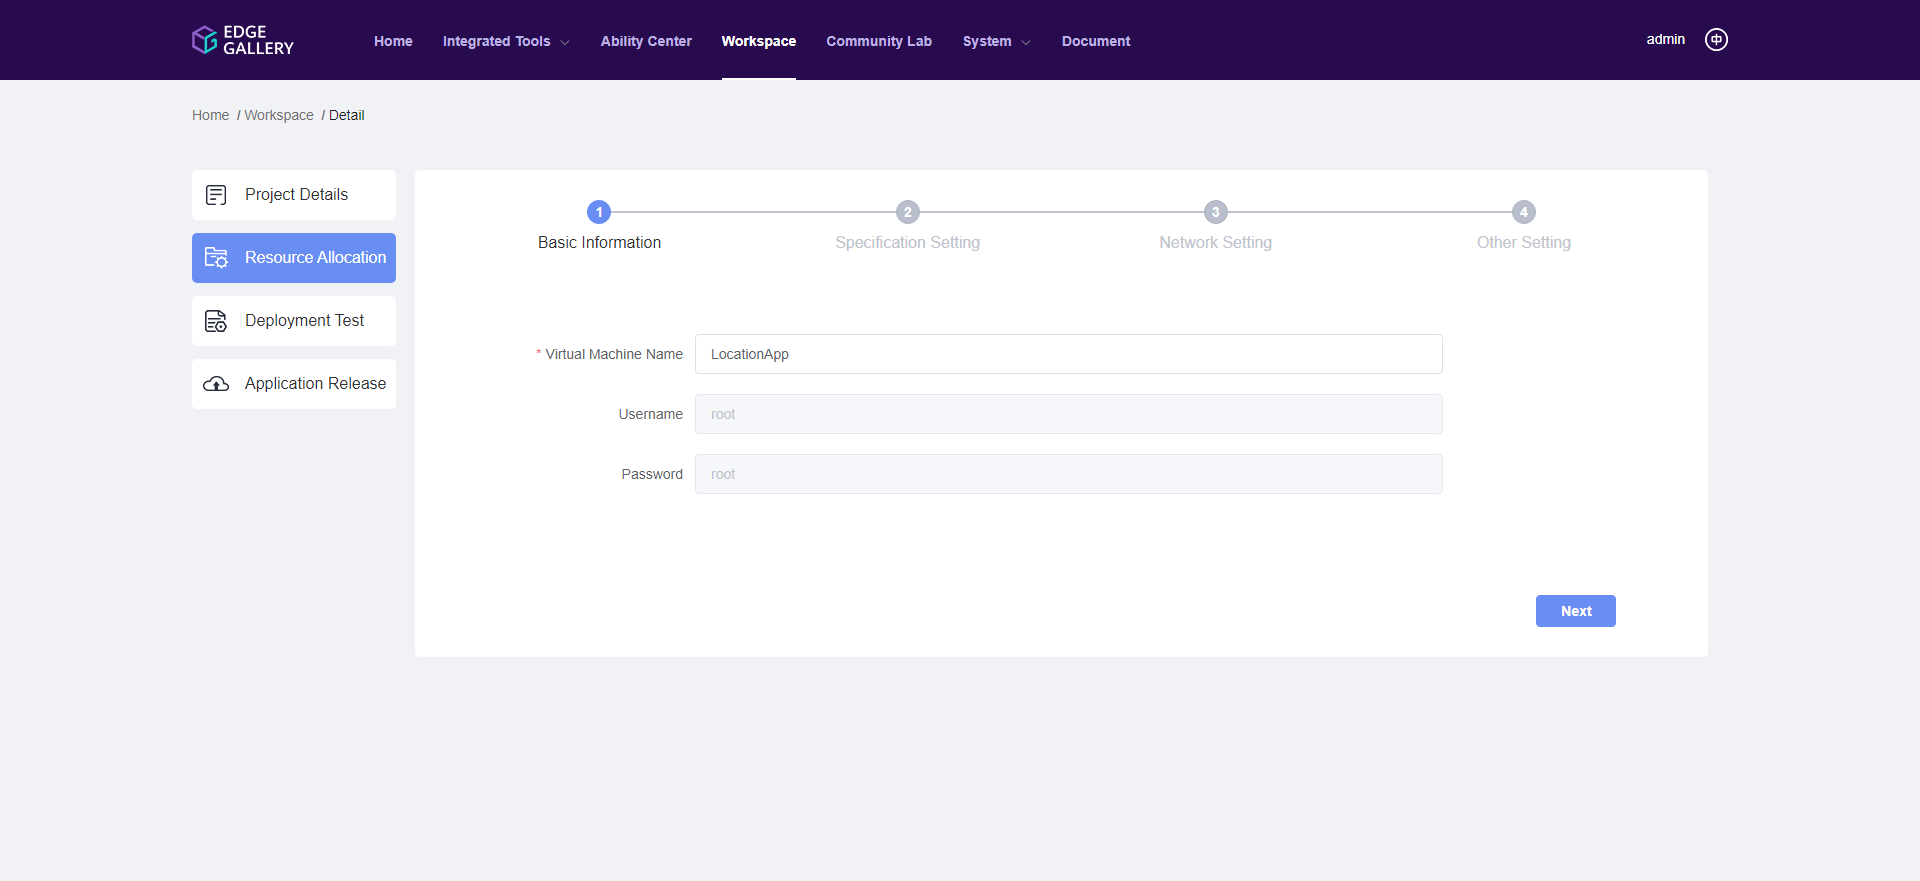 EDGE
GALLERY
Home Integrated Tools Ability Center Workspace Community Lab System Document
admin 中
Home / Workspace / Detail
Project Details
Resource Allocation
Deployment Test
Application Release
1 2 3 4
Basic Information Specification Setting Network Setting Other Setting
* Virtual Machine Name LocationApp
Username root
Password root
Next